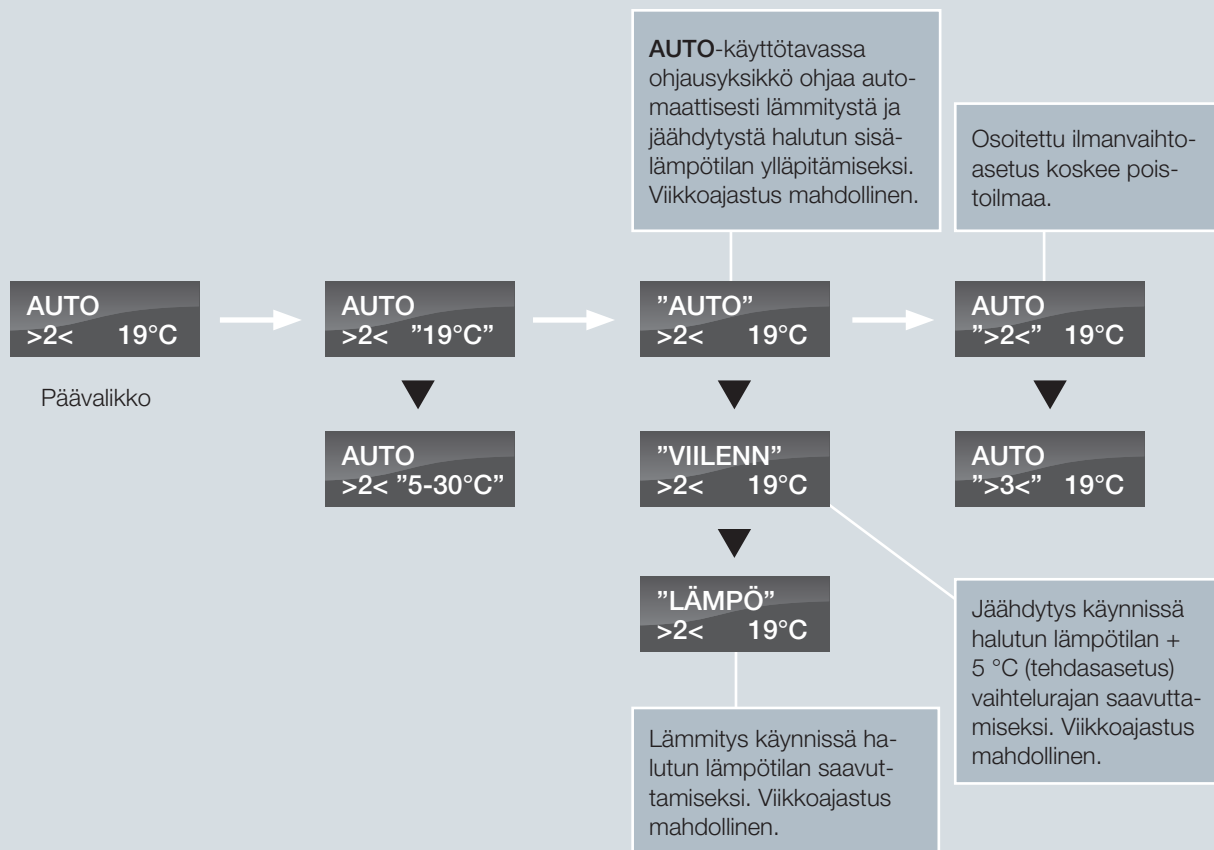 AUTO-käyttötavassa
ohjausyksikkö ohjaa auto-
maattisesti lämmitystä ja
jäähdytystä halutun sisä-
lämpötilan ylläpitämiseksi.
Viikkoajastus mahdollinen.
Osoitettu ilmanvaihto-
asetus koskee pois-
toilmaa.
AUTO
>2< 19°C
Päävalikko
AUTO
>2< ”19°C”
”AUTO”
>2< 19°C
AUTO
”>2<” 19°C
AUTO
>2< ”5-30°C”
”VIILENN”
>2< 19°C
AUTO
”>3<” 19°C
”LÄMPÖ”
>2< 19°C
Jäähdytys käynnissä
halutun lämpötilan +
5 °C (tehdasasetus)
vaihtelurajan saavutta-
miseksi. Viikkoajastus
mahdollinen.
Lämmitys käynnissä ha-
lutun lämpötilan saavut-
tamiseksi. Viikkoajastus
mahdollinen.